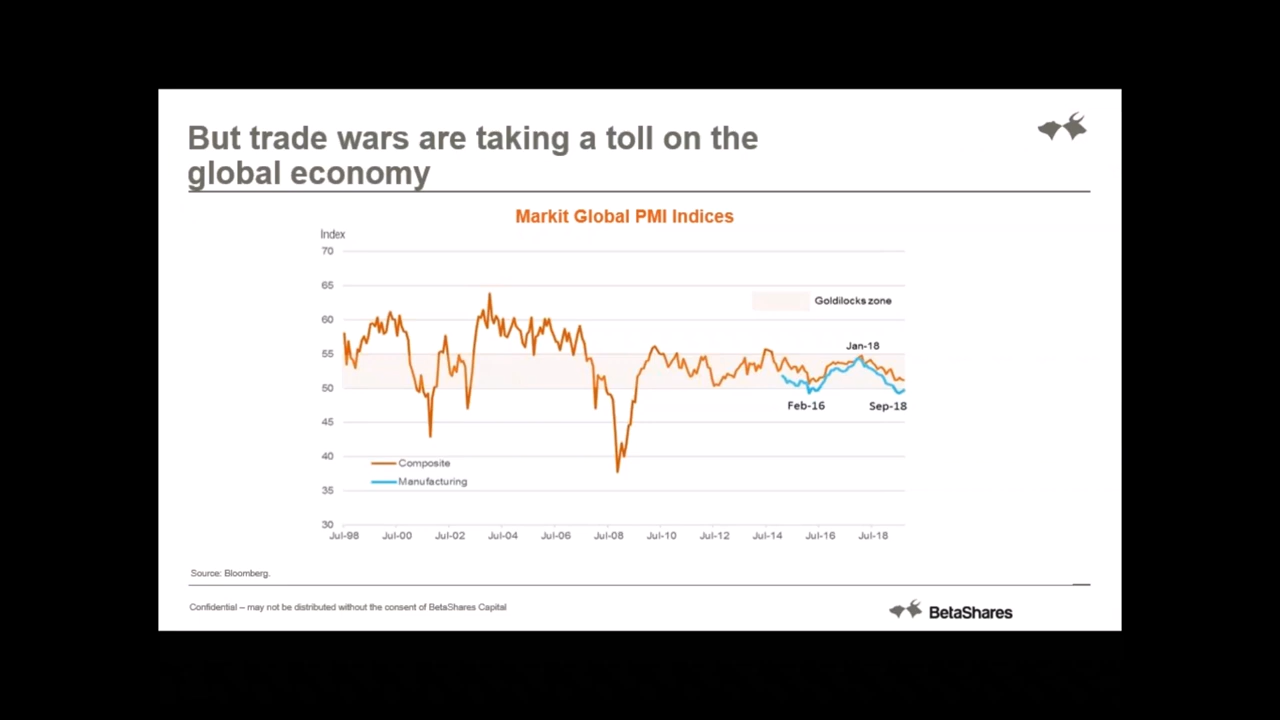 But trade wars are taking a toll on the
global economy
Markit Global PMI Indices
Index
70
65
60
55
50
45
40
35
30
Goldilocks zone
Jan-18
Feb-16
Sep-18
Composite
Manufacturing
Jul-98 Jul-00 Jul-02 Jul-04 Jul-06 Jul-08 Jul-10 Jul-12 Jul-14 Jul-16 Jul-18
Source: Bloomberg.
Confidential – may not be distributed without the consent of BetaShares Capital
BetaShares